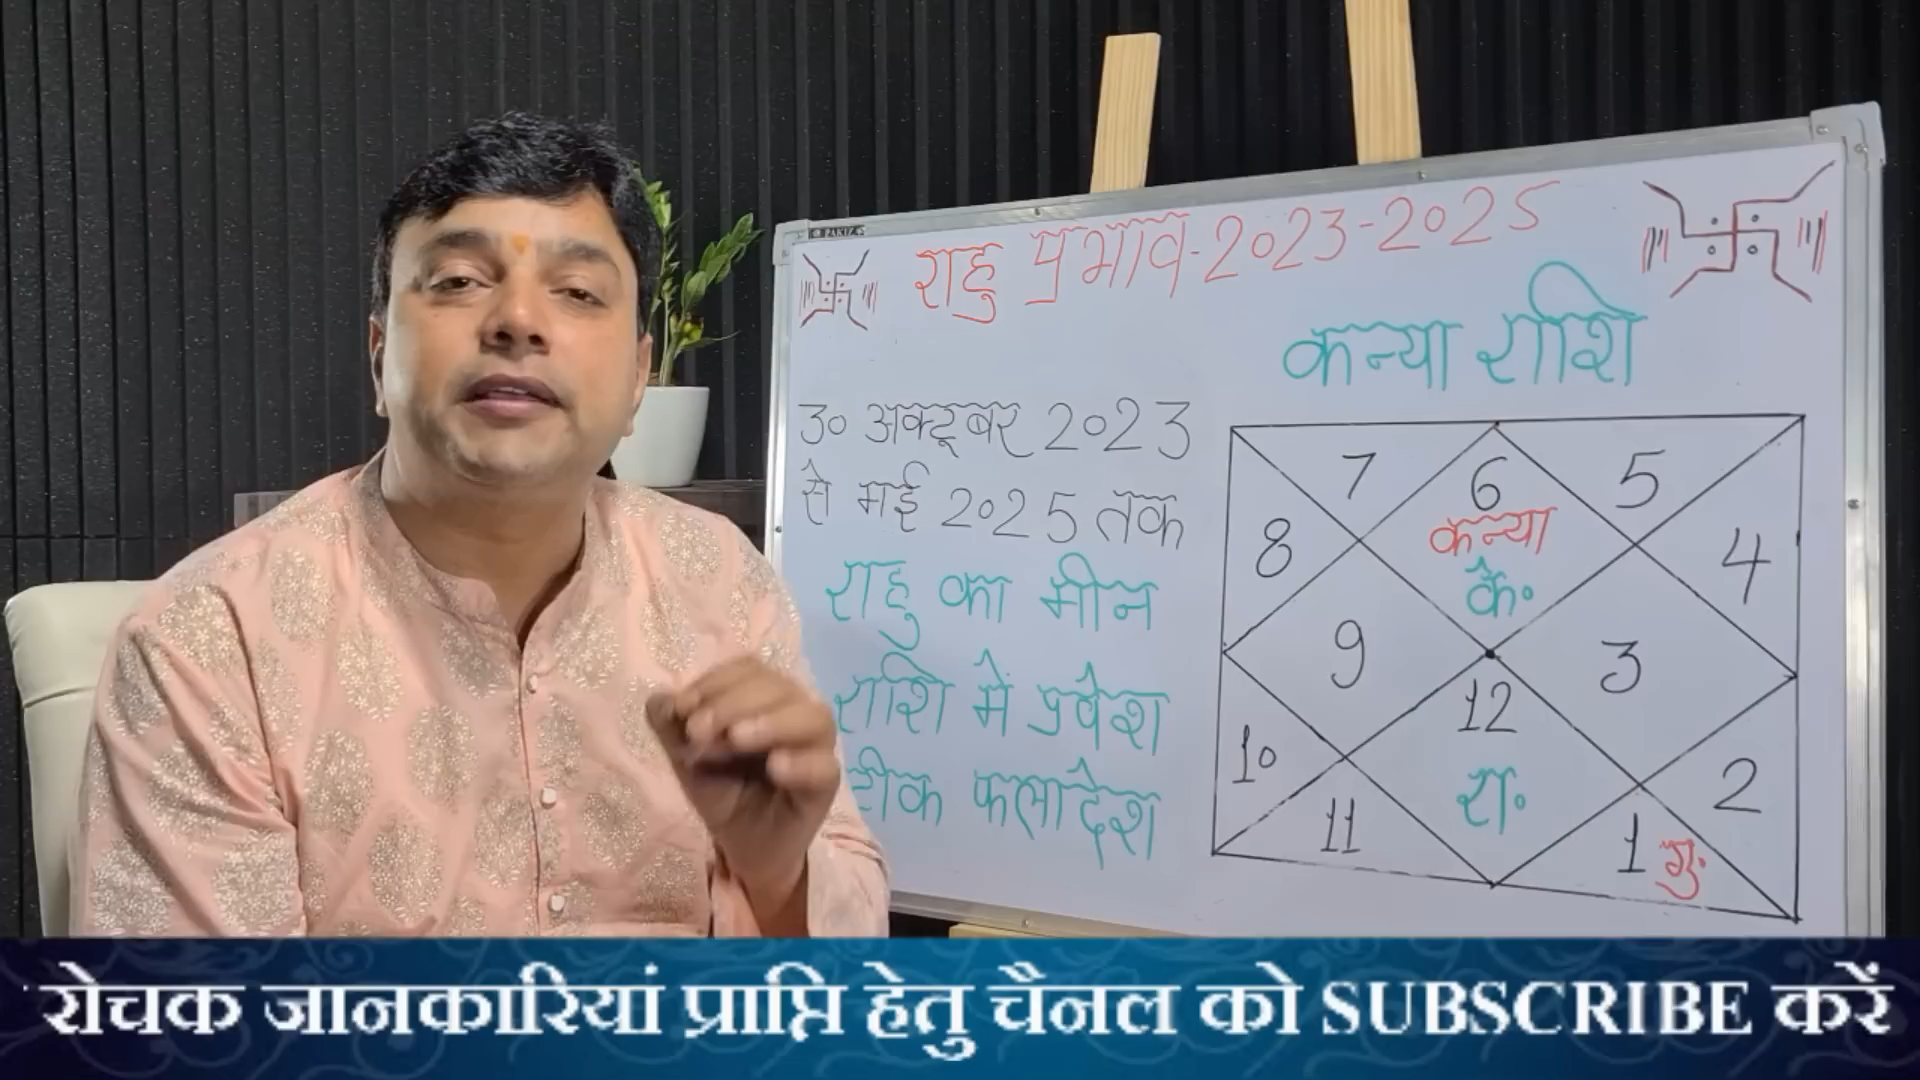 राहु प्रभाव-2023-2025
कन्या राशि
30 अक्टूबर 2023
से मई 2025 तक
राहु का मीन
राशि में प्रवेश
फलादेश
7
6
5
कन्या
के॰
8
4
9
3
12
रा॰
10
2
11
1 गु॰
रोचक जानकारियां प्राप्ति हेतु चैनल को SUBSCRIBE करें